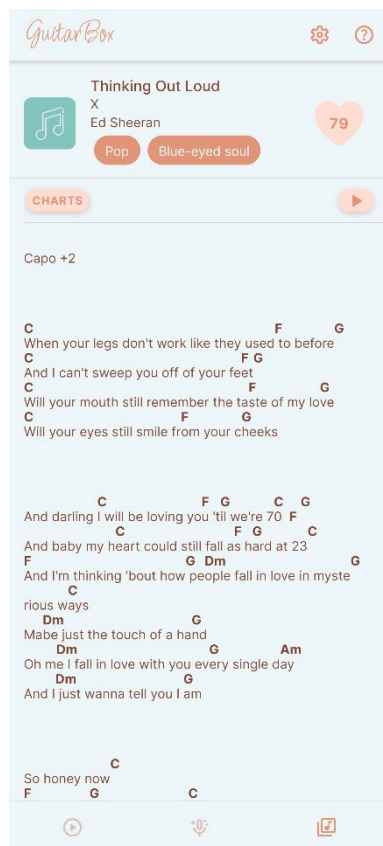 GuitarBox
Thinking Out Loud
X
Ed Sheeran
79
Pop Blue-eyed soul
CHARTS
Capo +2
C F G
When your legs don't work like they used to before
C F G
And I can't sweep you off of your feet
C F G
Will your mouth still remember the taste of my love
C F G
Will your eyes still smile from your cheeks
C F G C G
And darling I will be loving you 'til we're 70 F
C F G C
And baby my heart could still fall as hard at 23
F G Dm G
And I'm thinking 'bout how people fall in love in myste
C
rious ways
Dm G
Mabe just the touch of a hand
Dm G Am
Oh me I fall in love with you every single day
Dm G
And I just wanna tell you I am
C
So honey now
F G C